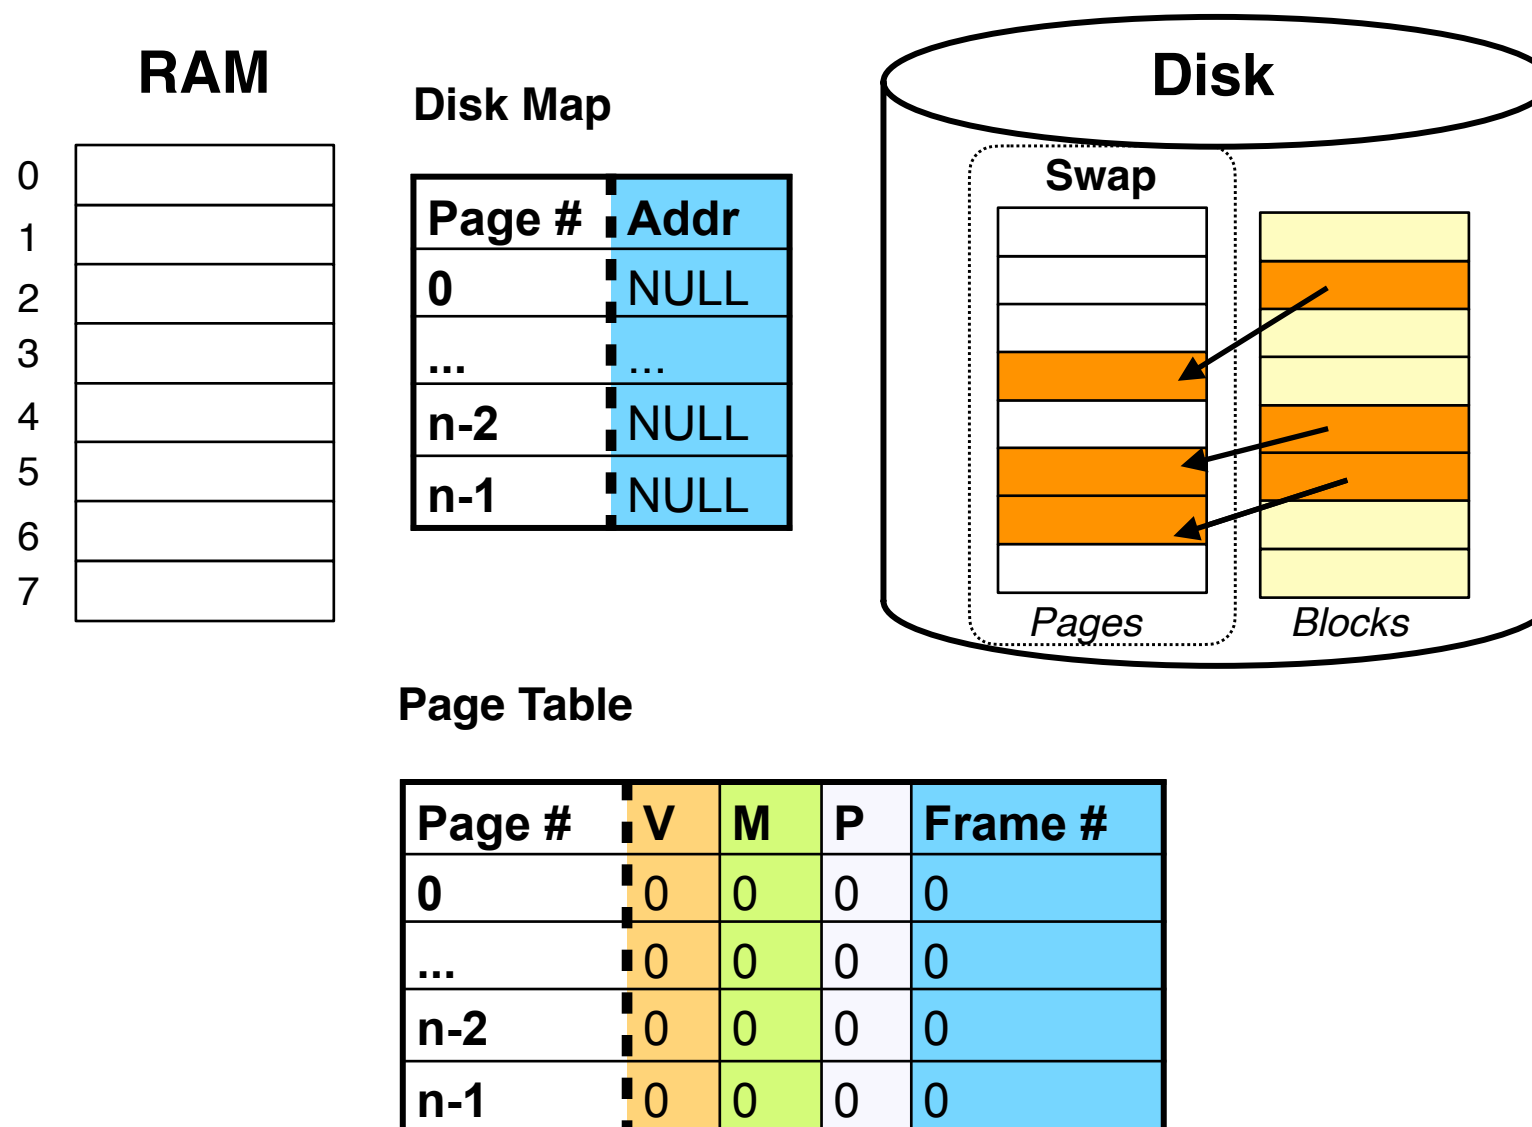 RAM
0
1
2
3
4
5
6
7
Disk Map
Page # Addr
0 NULL
... ...
n-2 NULL
n-1 NULL
Disk
Swap
Pages
Blocks
Page Table
Page # V M P Frame #
0 0 0 0 0
... 0 0 0 0
n-2 0 0 0 0
n-1 0 0 0 0